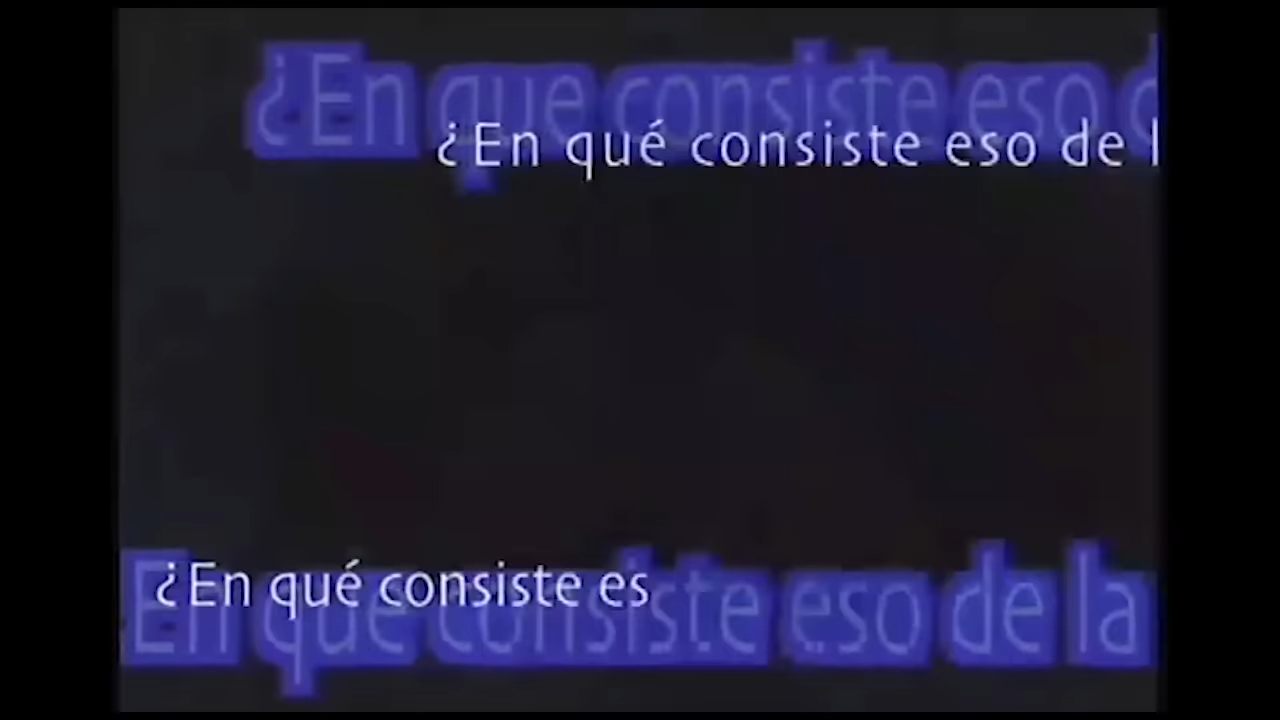 ¿En que consiste eso d
¿En qué consiste eso de l
¿En qué consiste es
En que consiste eso de la